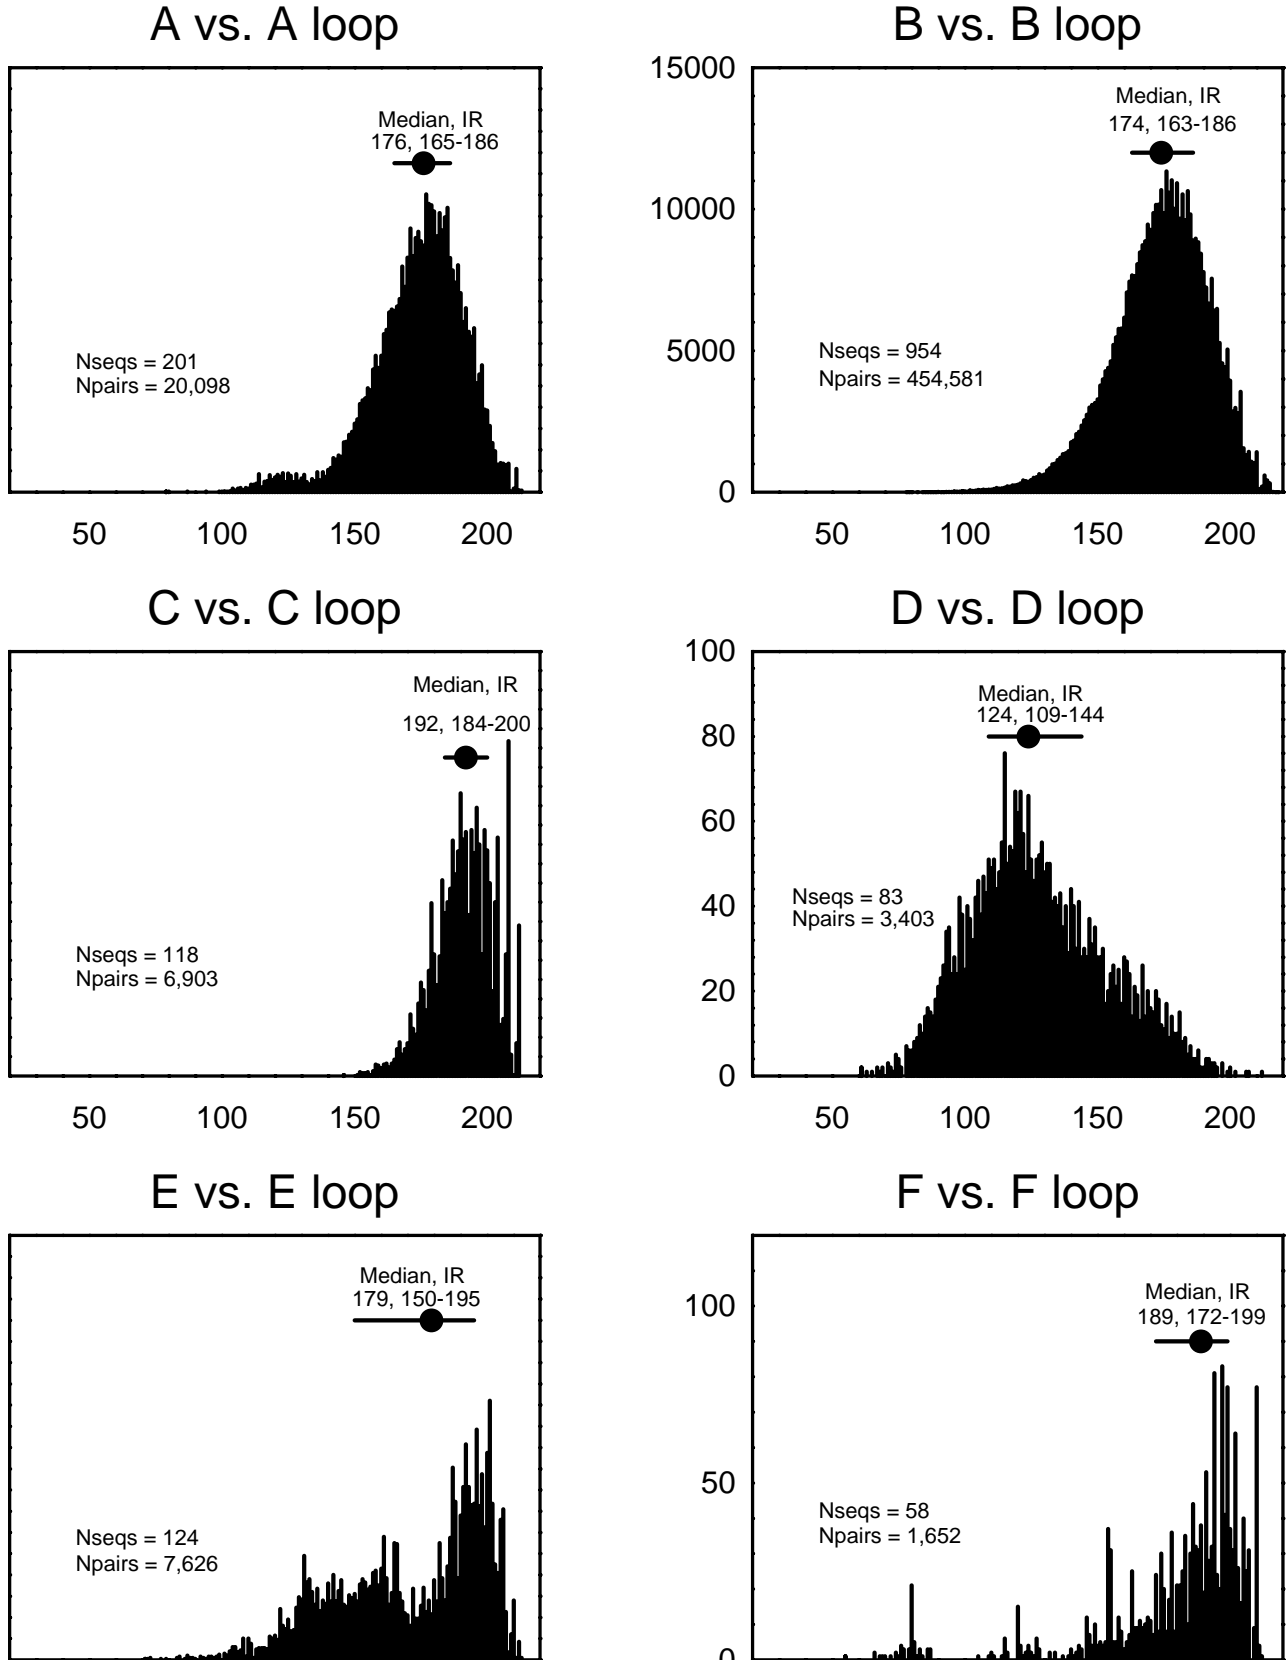 A vs. A loop
Median, IR
176, 165-186
Nseqs = 201
Npairs = 20,098
50 100 150 200
B vs. B loop
15000
Median, IR
174, 163-186
10000
Nseqs = 954
5000
Npairs = 454,581
0
50 100 150 200
C vs. C loop
Median, IR
192, 184-200
Nseqs = 118
Npairs = 6,903
50 100 150 200
D vs. D loop
100
Median, IR
124, 109-144
80
60
Nseqs = 83
40
Npairs = 3,403
20
0
50 100 150 200
E vs. E loop
Median, IR
179, 150-195
Nseqs = 124
Npairs = 7,626
F vs. F loop
Median, IR
100
189, 172-199
50
Nseqs = 58
Npairs = 1,652
0